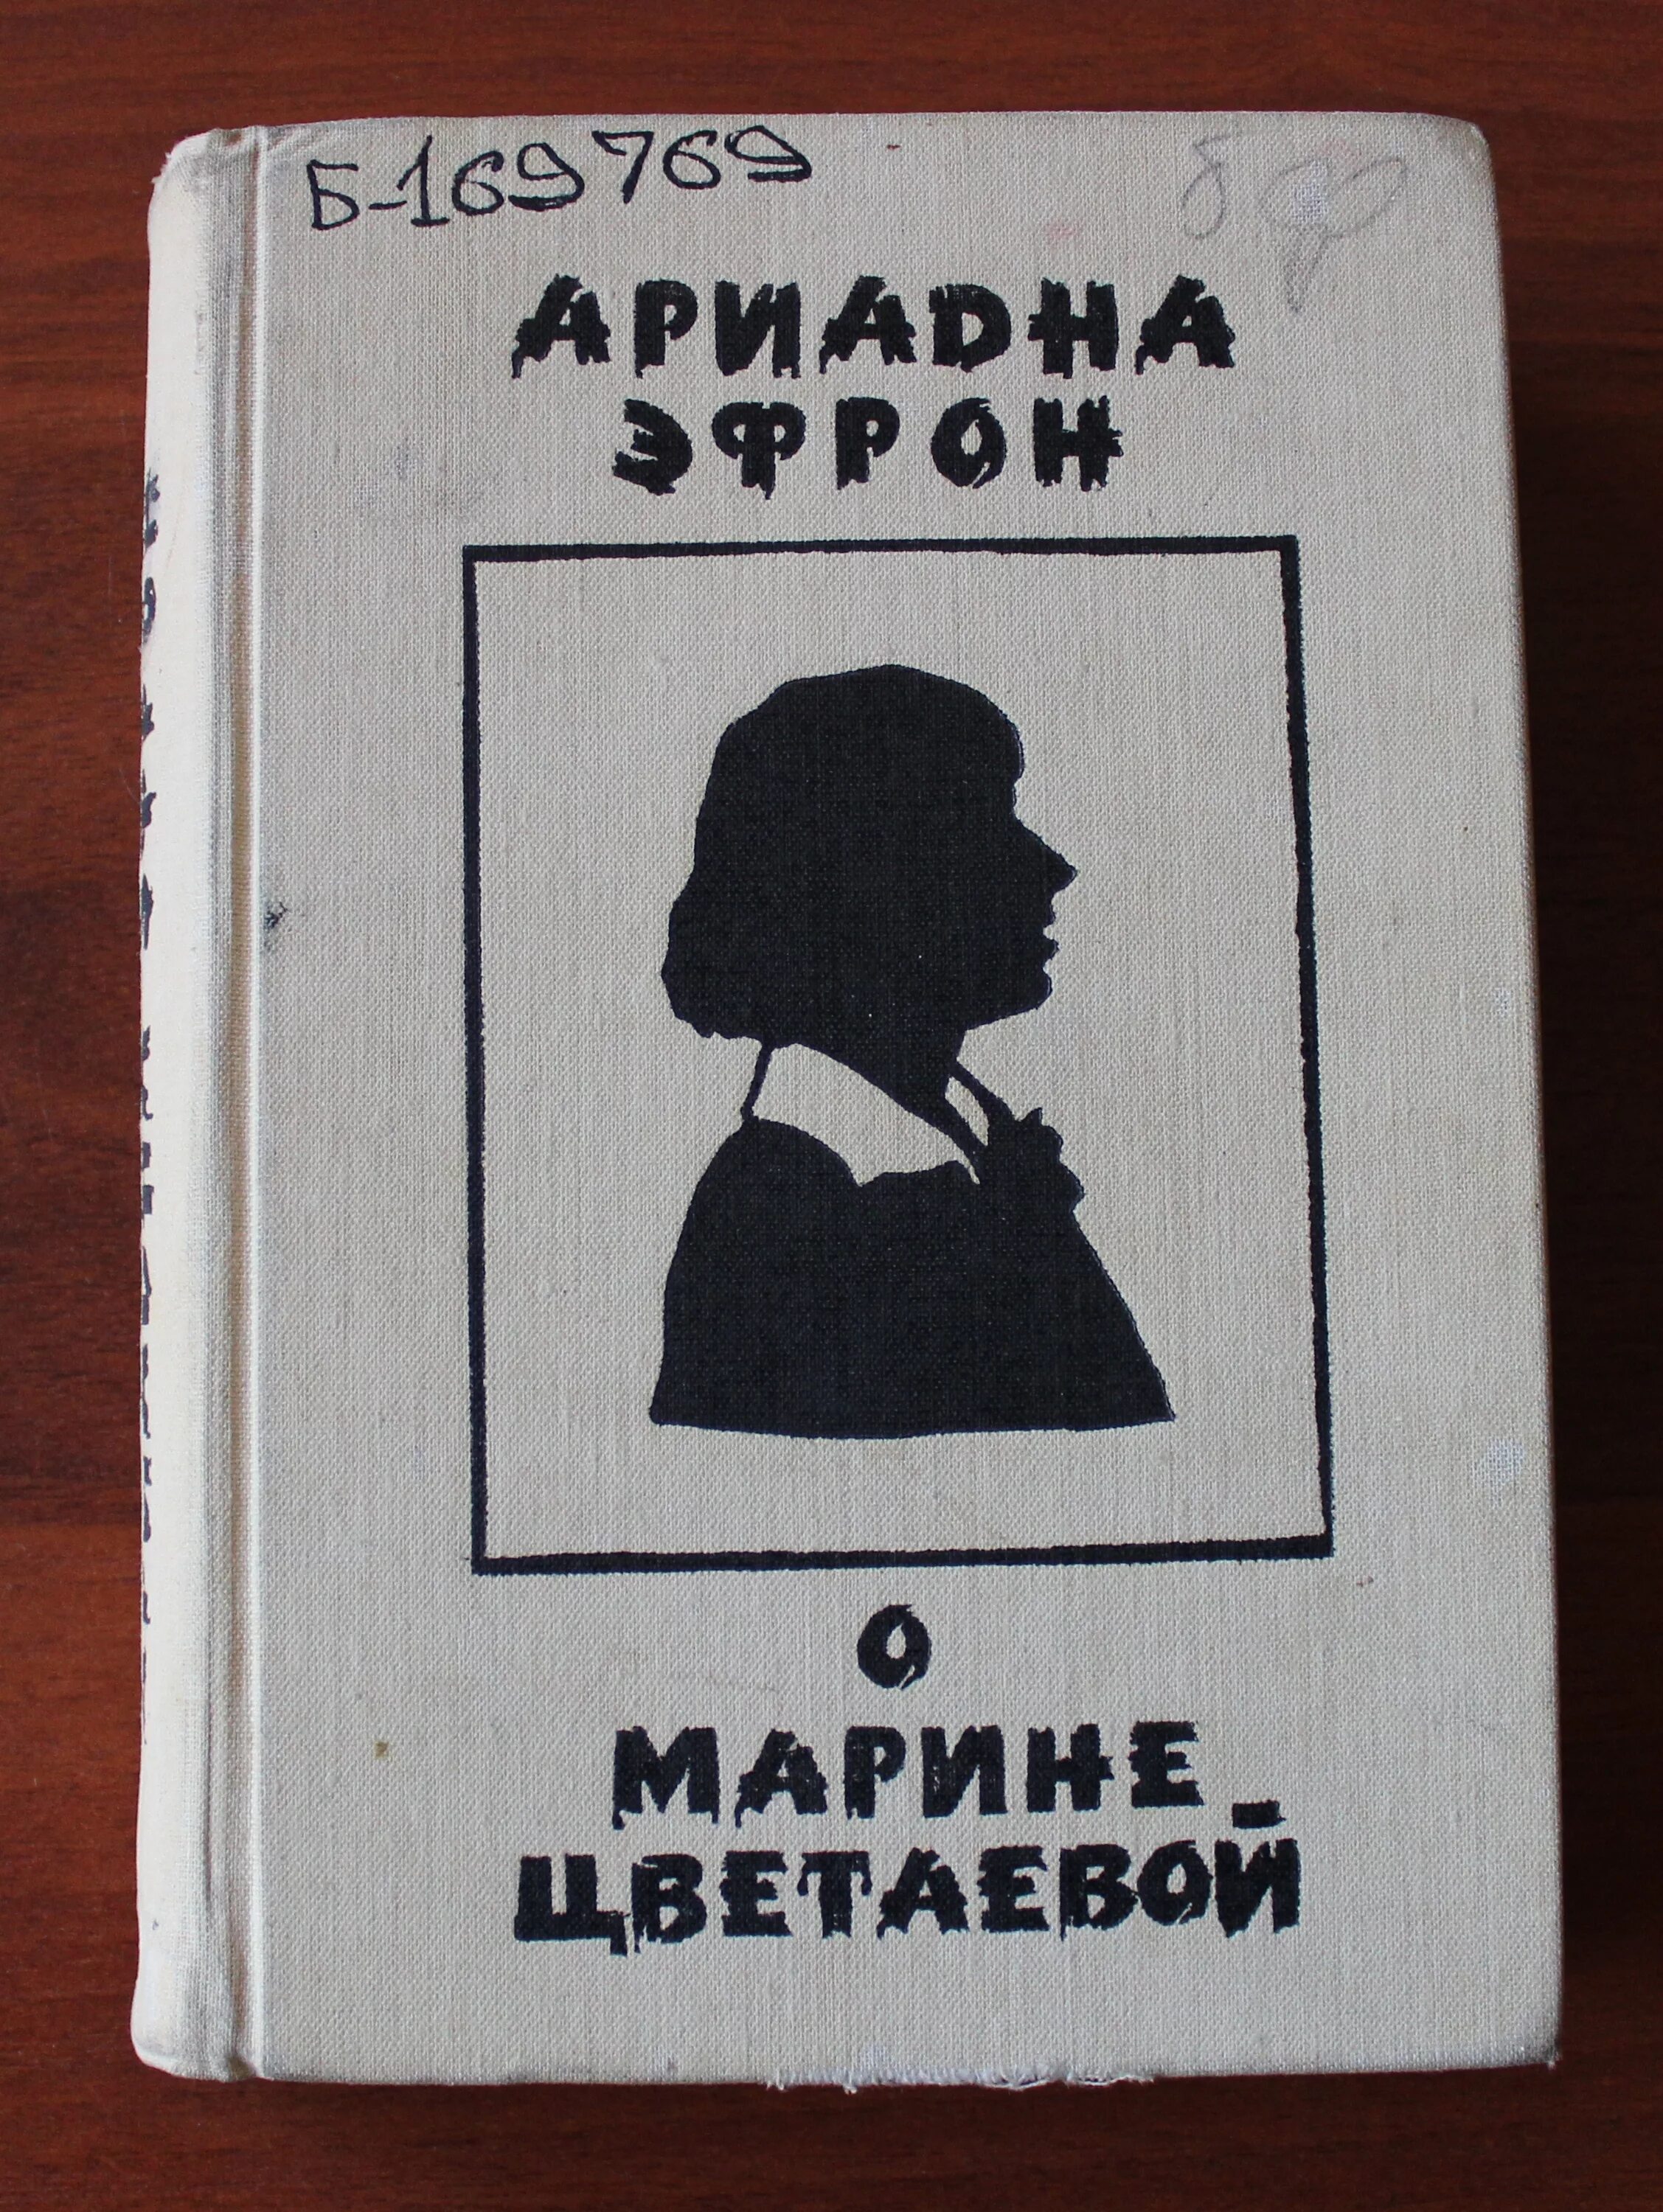 Б-169769
АРИАДНА
ЭФРОН
О
МАРИНЕ
ЦВЕТАЕВОЙ